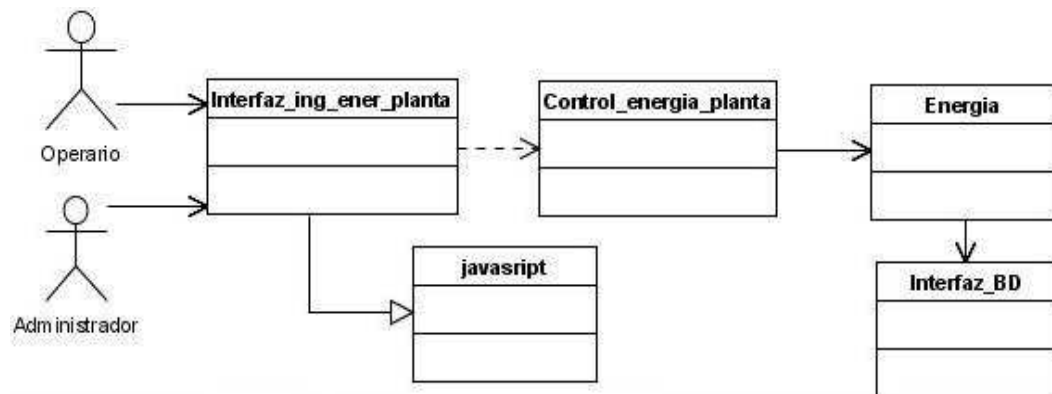 Operario
Administrador
Interfaz_ing_ener_planta
Control_energia_planta
Energia
javasript
Interfaz_BD